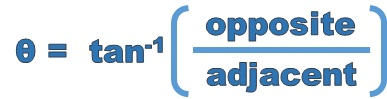 θ = tan⁻¹ (opposite
adjacent)